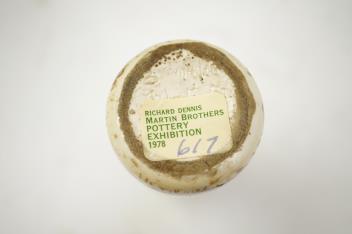 RICHARD DENNIS
MARTIN BROTHERS
POTTERY
EXHIBITION
1978 617